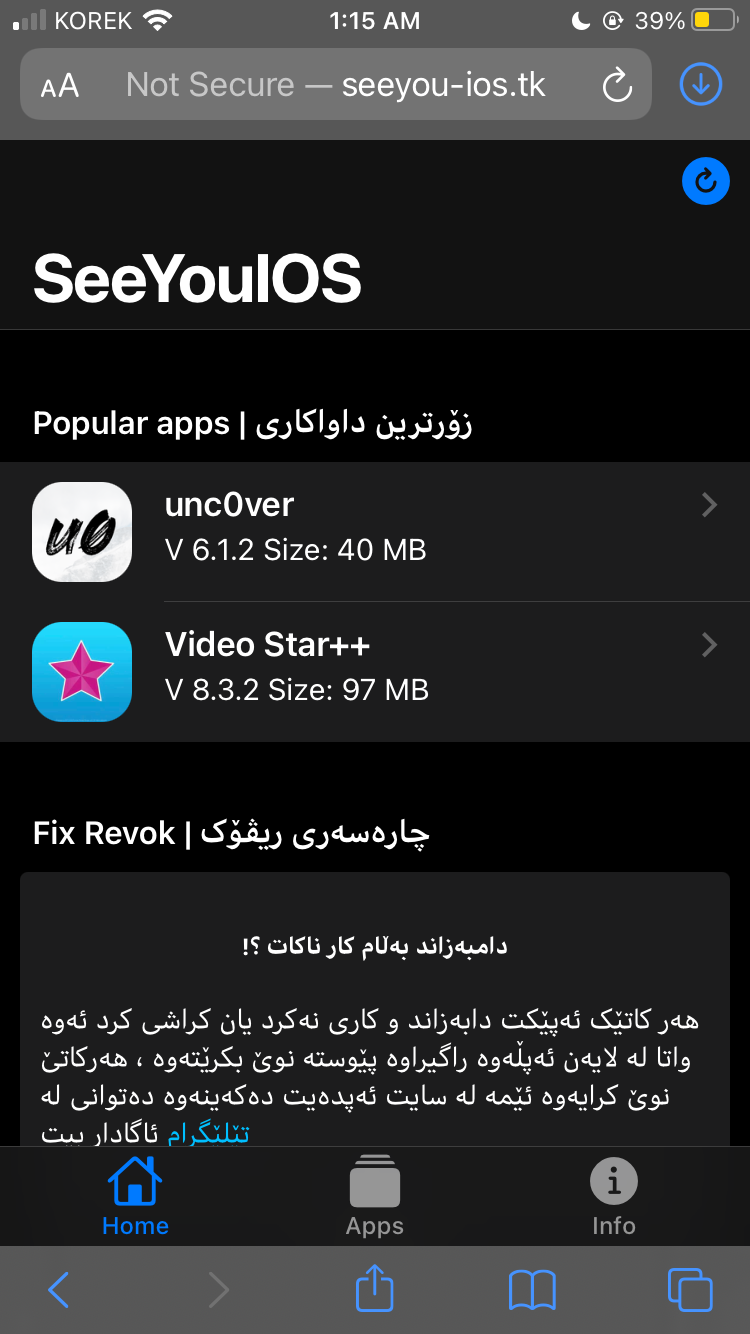 KOREK 1:15 AM 39%
AA Not Secure — seeyou-ios.tk
SeeYouIOS
Popular apps | زۆرترین داواکاری
u0
unc0ver
V 6.1.2 Size: 40 MB
Video Star++
V 8.3.2 Size: 97 MB
Fix Revok | چارەسەری ریڤۆک
دامبەزاند بەڵام کار ناکات ؟!
هەر کاتێک ئەپێکت دابەزاند و کاری نەکرد یان کراشی کرد ئەوە
واتا لە لایەن ئەپڵەوە راگیراوە پێوستە نوێ بکرێتەوە ، هەرکاتێ
نوێ کرایەوە ئێمە لە سایت ئەپدەیت دەکەینەوە دەتوانی لە
تێلێگرام ئاگادار بیت
Home Apps Info